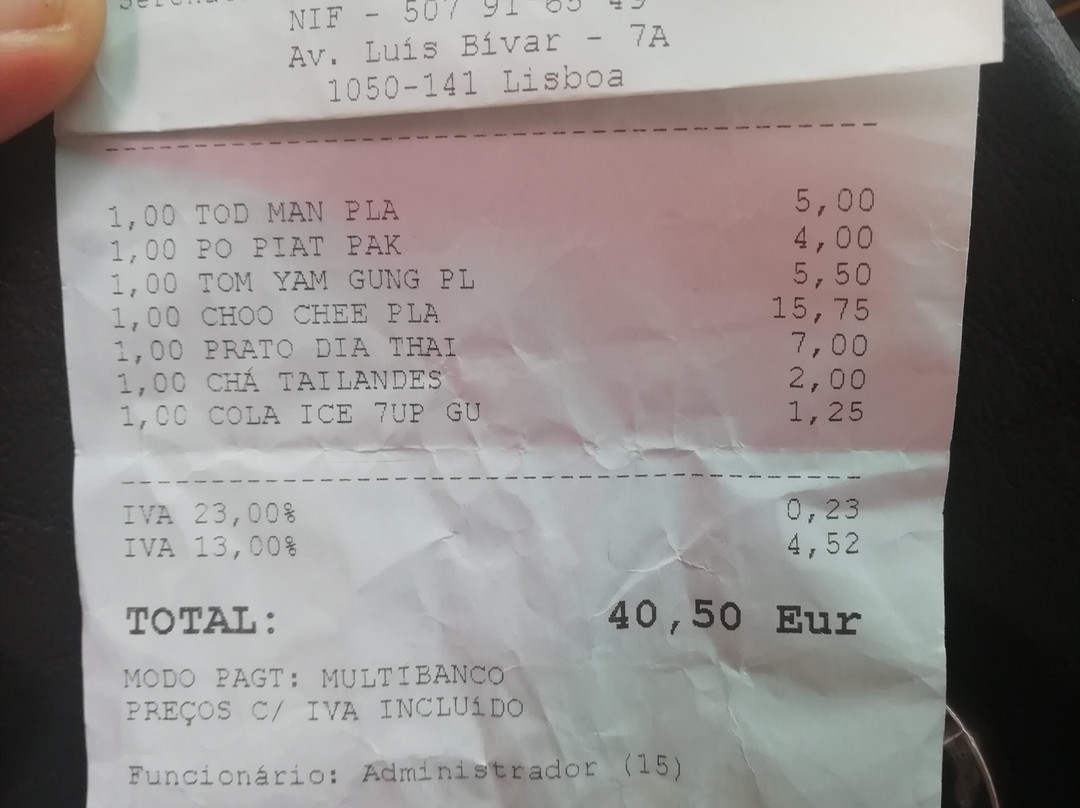 NIF - 507 91 65 49
Av. Luís Bívar - 7A
1050-141 Lisboa
1,00 TOD MAN PLA 5,00
1,00 PO PIAT PAK 4,00
1,00 TOM YAM GUNG PL 5,50
1,00 CHOO CHEE PLA 15,75
1,00 PRATO DIA THAI 7,00
1,00 CHÁ TAILANDES 2,00
1,00 COLA ICE 7UP GU 1,25
IVA 23,00% 0,23
IVA 13,00% 4,52
TOTAL: 40,50 Eur
MODO PAGT: MULTIBANCO
PREÇOS C/ IVA INCLUíDO
Funcionário: Administrador (15)